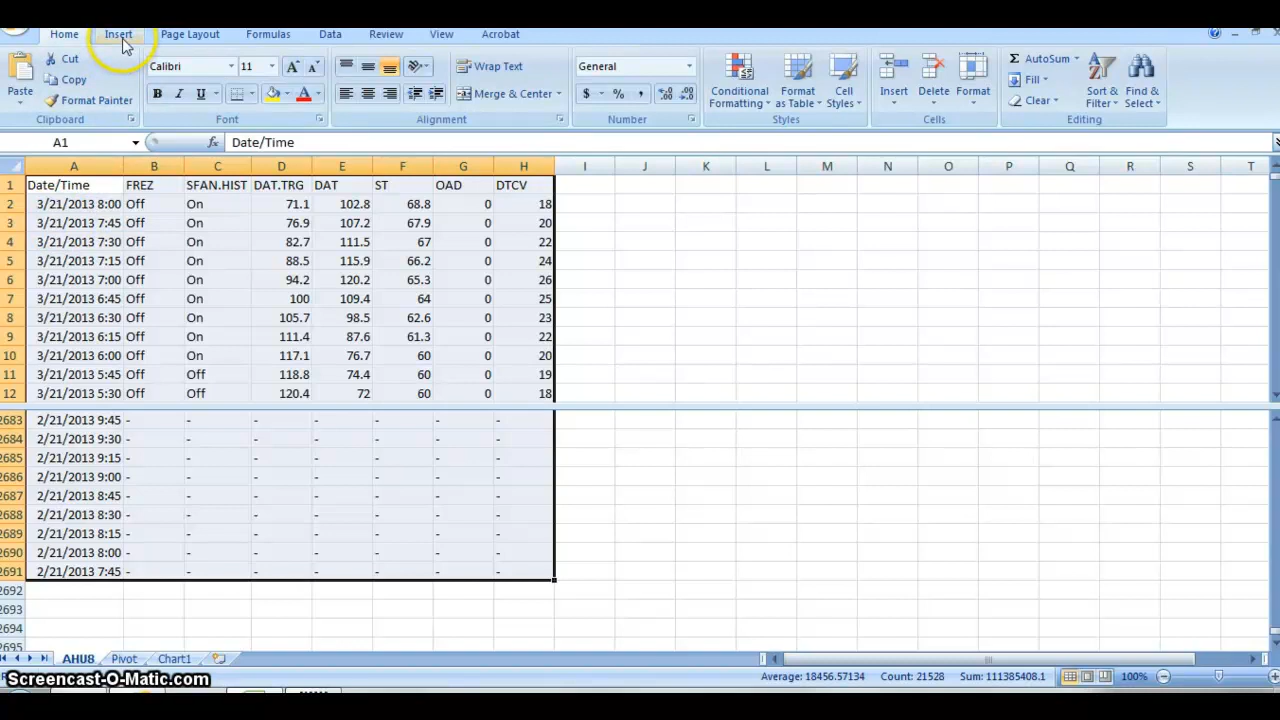 Home Insert Page Layout Formulas Data Review View Acrobat
Paste Cut Calibri 11 A A Wrap Text General Conditional Formatting Format as Table Cell Styles Insert Delete Format AutoSum Sort & Filter Find & Select
Copy Fill
Format Painter B I U A Merge & Center $ % , Clear
Clipboard Font Alignment Number Styles Cells Editing
A1 fx Date/Time
A B C D E F G H I J K L M N O P Q R S T
1 Date/Time FREZ SFAN.HIST DAT.TRG DAT ST OAD DTCV
2 3/21/2013 8:00 Off On 71.1 102.8 68.8 0 18
3 3/21/2013 7:45 Off On 76.9 107.2 67.9 0 20
4 3/21/2013 7:30 Off On 82.7 111.5 67 0 22
5 3/21/2013 7:15 Off On 88.5 115.9 66.2 0 24
6 3/21/2013 7:00 Off On 94.2 120.2 65.3 0 26
7 3/21/2013 6:45 Off On 100 109.4 64 0 25
8 3/21/2013 6:30 Off On 105.7 98.5 62.6 0 23
9 3/21/2013 6:15 Off On 111.4 87.6 61.3 0 22
10 3/21/2013 6:00 Off On 117.1 76.7 60 0 20
11 3/21/2013 5:45 Off Off 118.8 74.4 60 0 19
12 3/21/2013 5:30 Off Off 120.4 72 60 0 18
2683 2/21/2013 9:45 - - - - - - -
2684 2/21/2013 9:30 - - - - - - -
2685 2/21/2013 9:15 - - - - - - -
2686 2/21/2013 9:00 - - - - - - -
2687 2/21/2013 8:45 - - - - - - -
2688 2/21/2013 8:30 - - - - - - -
2689 2/21/2013 8:15 - - - - - - -
2690 2/21/2013 8:00 - - - - - - -
2691 2/21/2013 7:45 - - - - - - -
2692
2693
2694
2695
AHU8 Pivot Chart1
Screencast-O-Matic.com Average: 18456.57134 Count: 21528 Sum: 111385408.1 100%